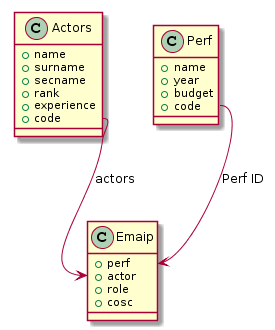 C Actors
name
surname
secname
rank
experience
code
C Perf
name
year
budget
code
actors
Perf ID
C Emaip
perf
actor
role
cosc